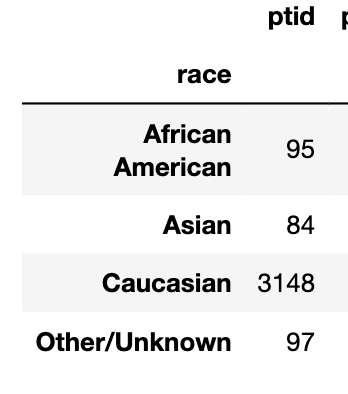 ptid
race
African
American 95
Asian 84
Caucasian 3148
Other/Unknown 97